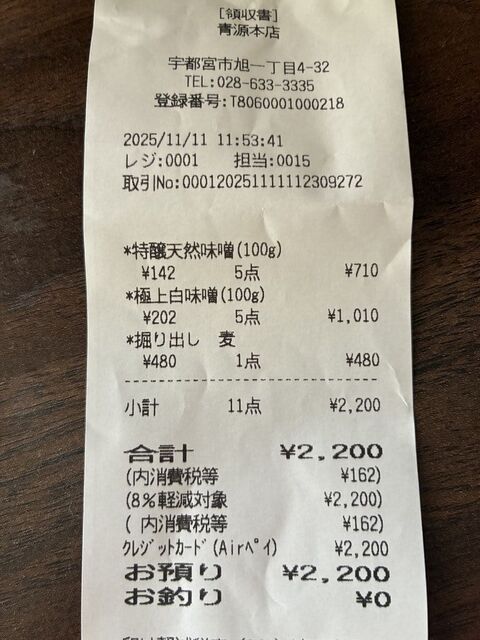 [領収書]
青源本店
宇都宮市旭一丁目4-32
TEL:028-633-3335
登録番号:T8060001000218
2025/11/11 11:53:41
レジ:0001 担当:0015
取引No:0001202511111112309272
*特醸天然味噌(100g)
¥142 5点 ¥710
*極上白味噌(100g)
¥202 5点 ¥1,010
*掘り出し 麦
¥480 1点 ¥480
小計 11点 ¥2,200
合計 ¥2,200
(内消費税等 ¥162)
(8%軽減対象 ¥2,200)
( 内消費税等 ¥162)
ｸﾚｼﾞｯﾄｶｰﾄﾞ(Airﾍﾟｲ) ¥2,200
お預り ¥2,200
お釣り ¥0